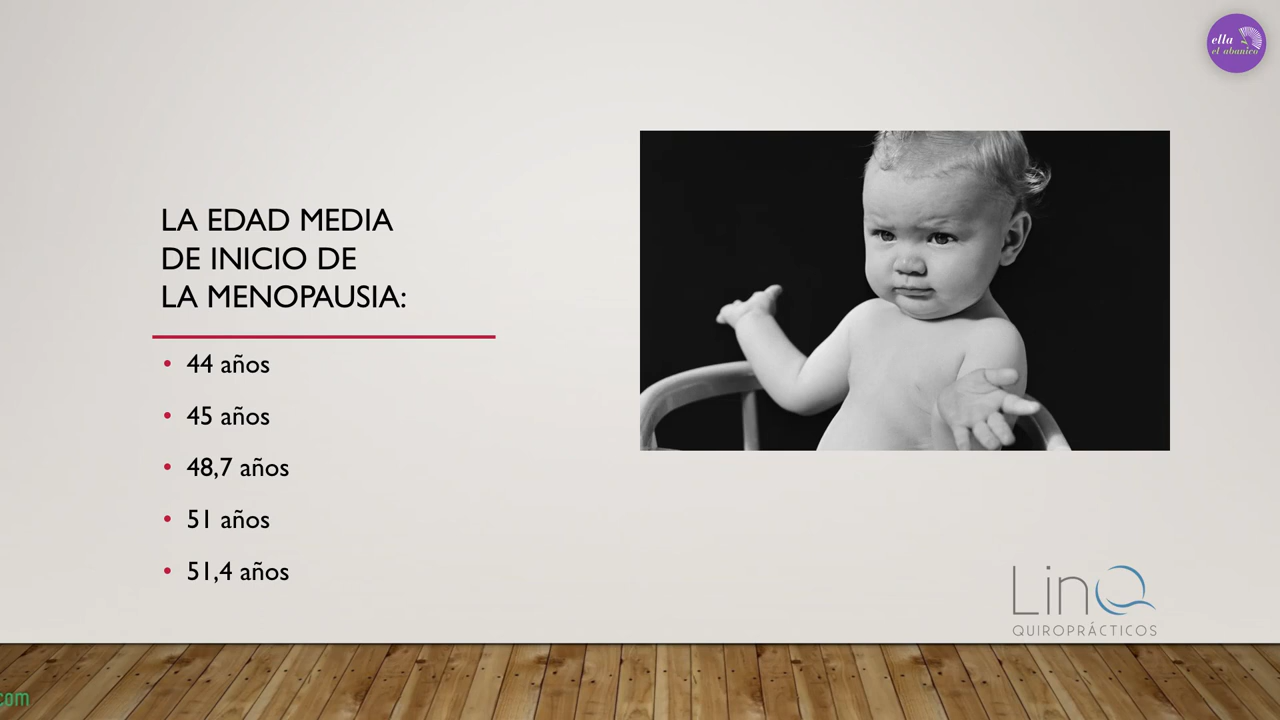 ella
el abanico
LA EDAD MEDIA
DE INICIO DE
LA MENOPAUSIA:
• 44 años
• 45 años
• 48,7 años
• 51 años
• 51,4 años
LinQ
QUIROPRÁCTICOS
com